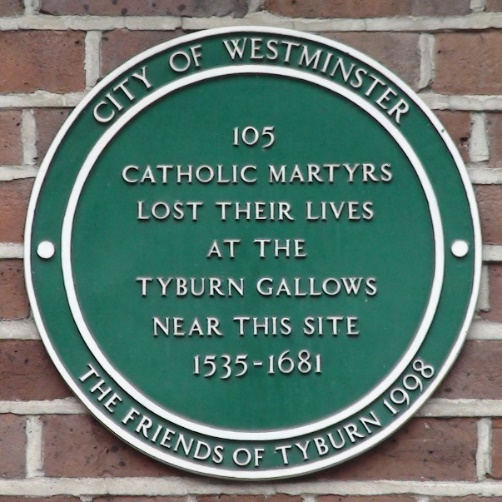 CITY OF WESTMINSTER
105
CATHOLIC MARTYRS
LOST THEIR LIVES
AT THE
TYBURN GALLOWS
NEAR THIS SITE
1535-1681
THE FRIENDS OF TYBURN 1998